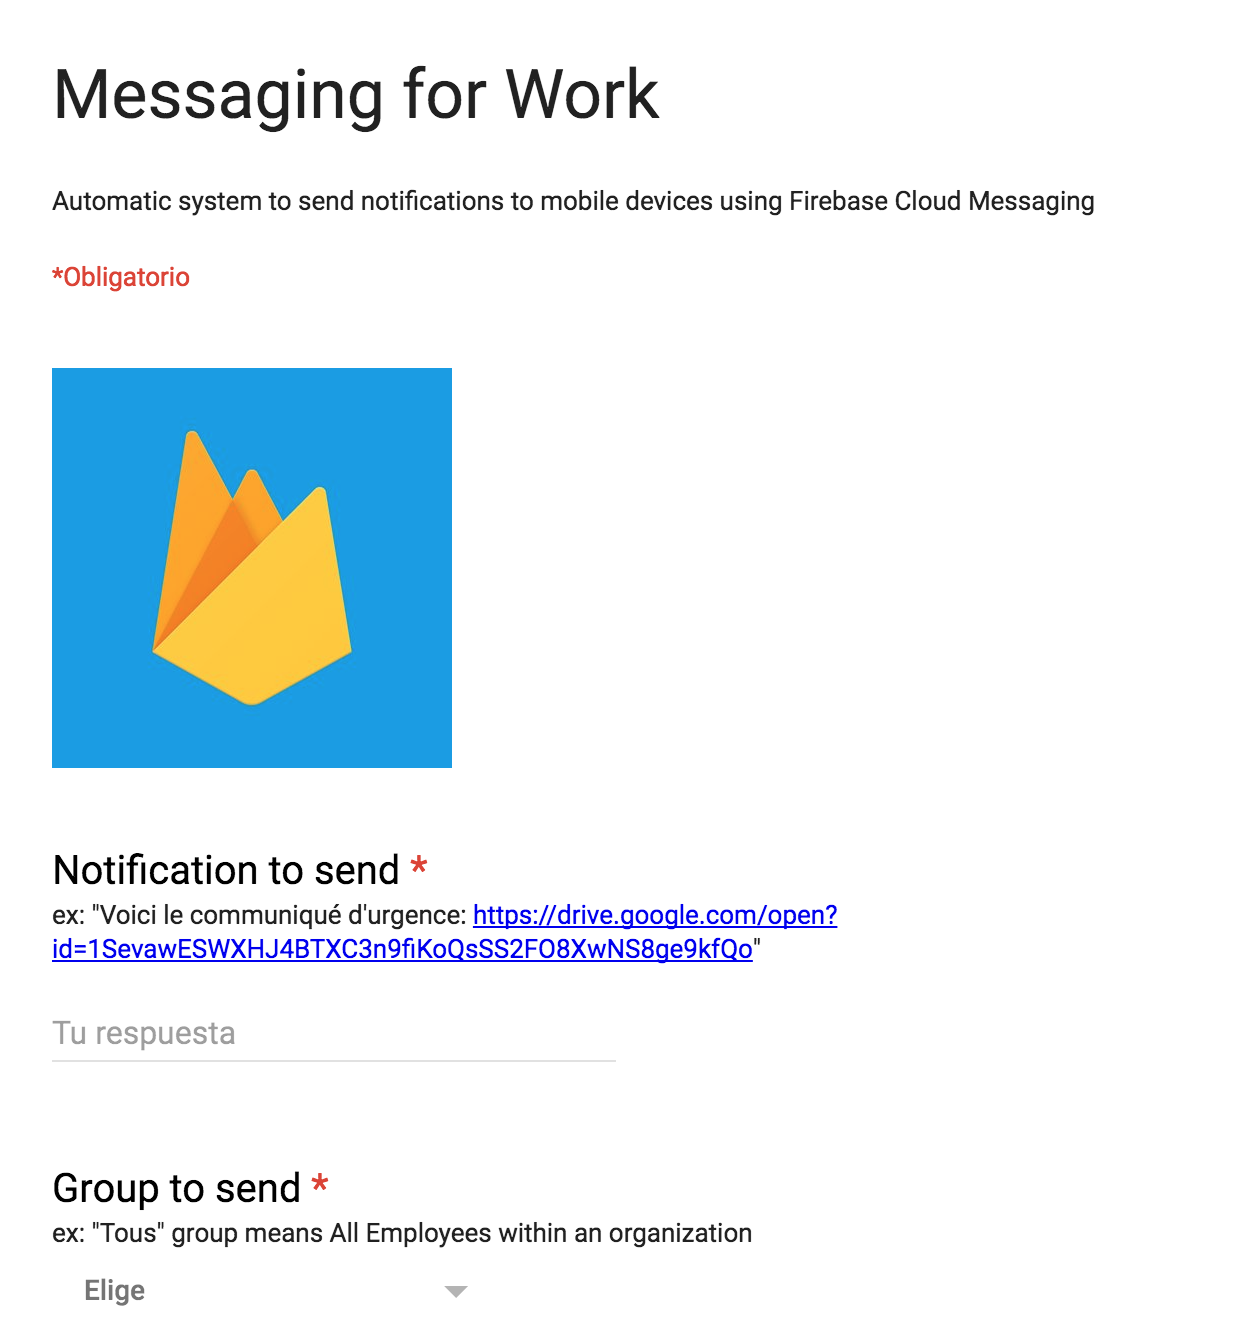 Messaging for Work
Automatic system to send notifications to mobile devices using Firebase Cloud Messaging
*Obligatorio
Notification to send *
ex: "Voici le communiqué d'urgence: https://drive.google.com/open?
id=1SevawESWXHJ4BTXC3n9fiKoQsSS2FO8XwNS8ge9kfQo"
Tu respuesta
Group to send *
ex: "Tous" group means All Employees within an organization
Elige